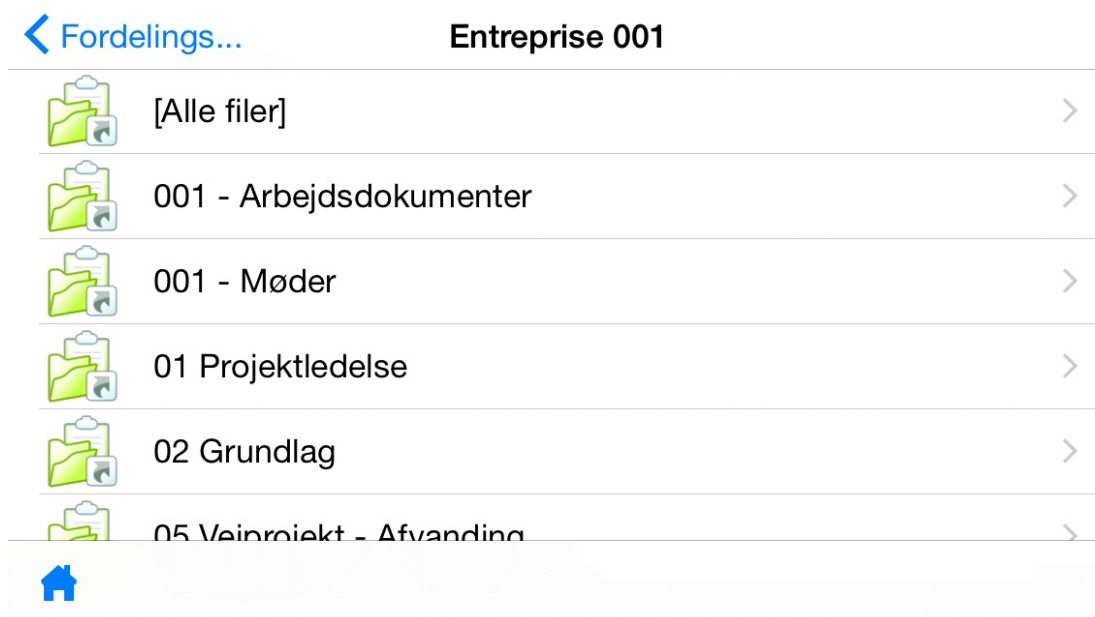 Fordelings...
Entreprise 001
[Alle filer]
001 - Arbejdsdokumenter
001 - Møder
01 Projektledelse
02 Grundlag
05 Vejprojekt - Afvanding